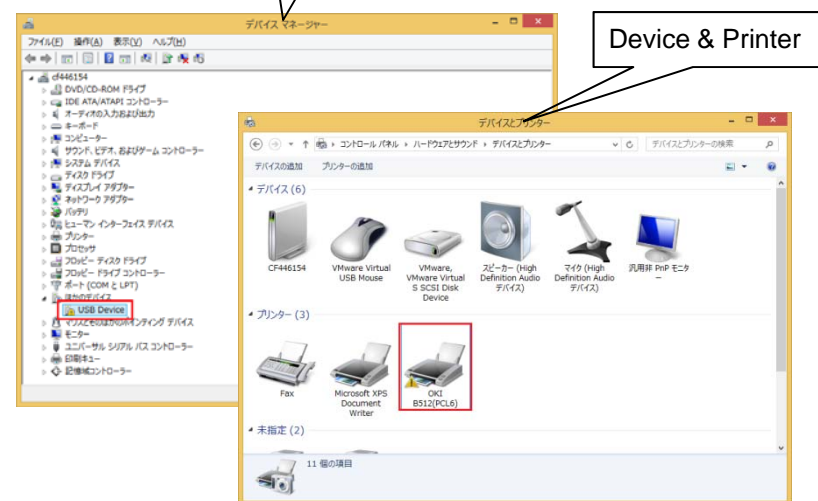 デバイス マネージャー
ファイル(F) 操作(A) 表示(V) ヘルプ(H)
cf446154
DVD/CD-ROM ドライブ
IDE ATA/ATAPI コントローラー
オーディオの入力および出力
キーボード
コンピューター
サウンド、ビデオ、およびゲーム コントローラー
システム デバイス
ディスク ドライブ
ディスプレイ アダプター
ネットワーク アダプター
バッテリ
ヒューマン インターフェイス デバイス
プリンター
プロセッサ
フロッピー ディスク ドライブ
フロッピー ドライブ コントローラー
ポート (COM と LPT)
ほかのデバイス
USB Device
マウスとそのほかのポインティング デバイス
モニター
ユニバーサル シリアル バス コントローラー
印刷キュー
記憶域コントローラー
Device & Printer
デバイスとプリンター
コントロール パネル ハードウェアとサウンド デバイスとプリンター
デバイスとプリンターの検索
デバイスの追加 プリンターの追加
デバイス (6)
CF446154
VMware Virtual
USB Mouse
VMware,
VMware Virtual
S SCSI Disk
Device
スピーカー (High
Definition Audio
デバイス)
マイク (High
Definition Audio
デバイス)
汎用非 PnP モニタ
ー
プリンター (3)
Fax
Microsoft XPS
Document
Writer
OKI
B512(PCL6)
未指定 (2)
11 個の項目